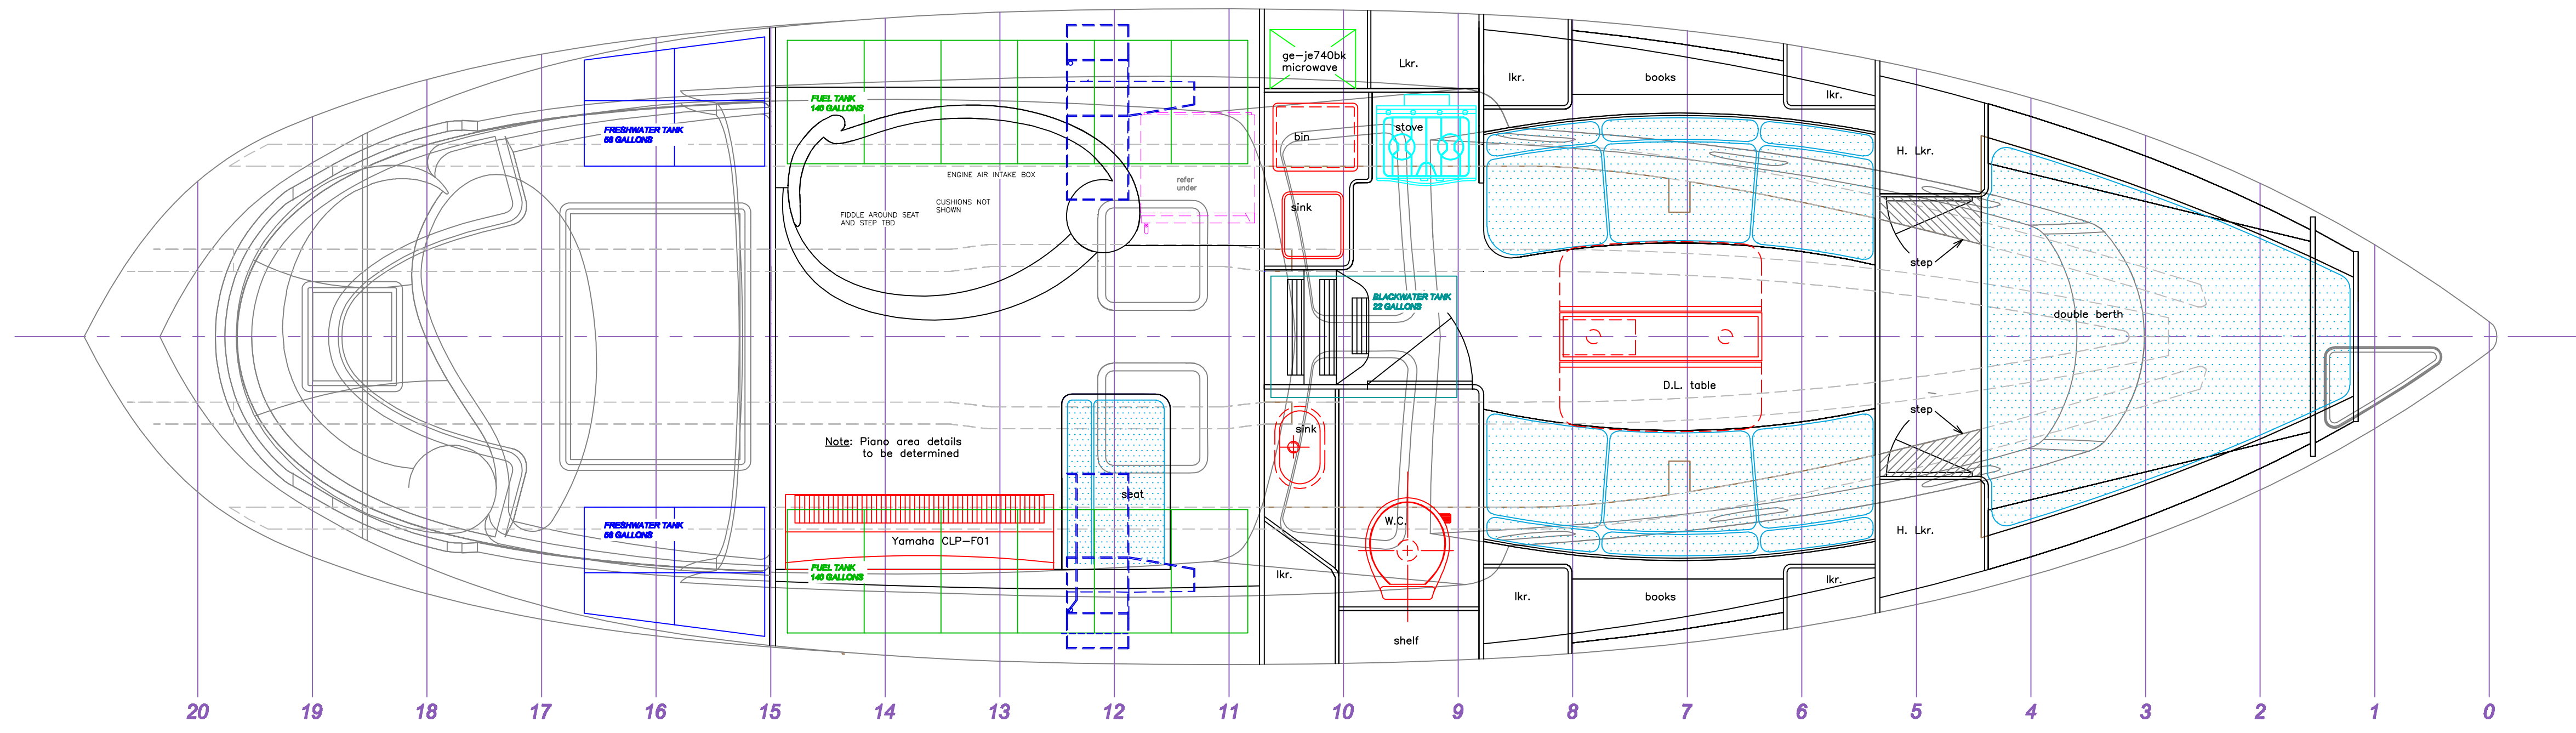 ge-je740bk
microwave
Lkr.
lkr.
books
lkr.
FUEL TANK
140 GALLONS
FRESHWATER TANK
56 GALLONS
bin
stove
H. Lkr.
ENGINE AIR INTAKE BOX
refer
under
CUSHIONS NOT
SHOWN
FIDDLE AROUND SEAT
AND STEP TBD
sink
step
BLACKWATER TANK
22 GALLONS
double berth
D.L. table
step
sink
Note: Piano area details
to be determined
seat
W.C.
FRESHWATER TANK
56 GALLONS
H. Lkr.
Yamaha CLP-F01
FUEL TANK
140 GALLONS
lkr.
lkr.
books
lkr.
shelf
20 19 18 17 16 15 14 13 12 11 10 9 8 7 6 5 4 3 2 1 0